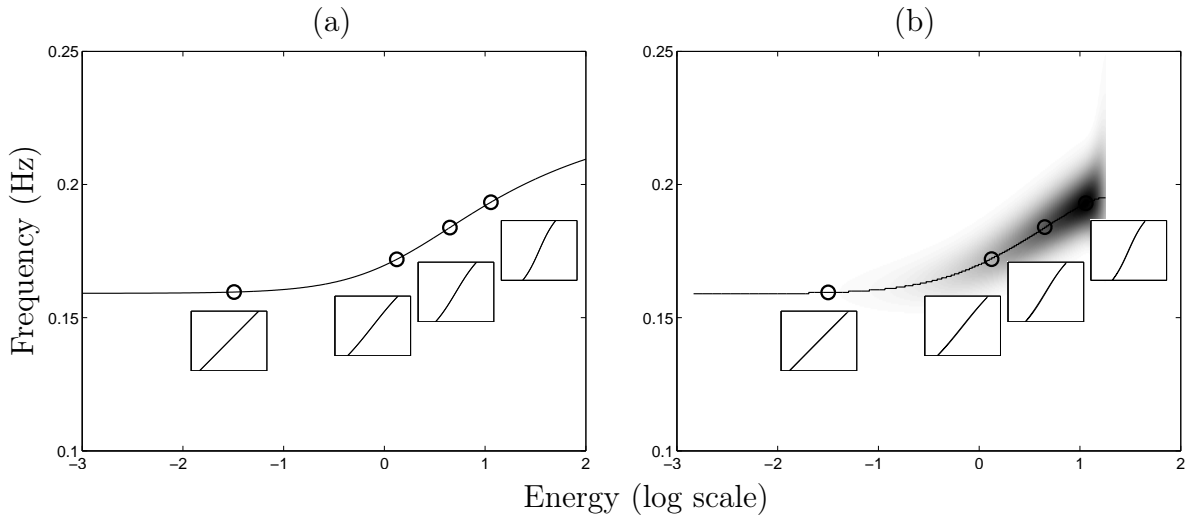 (a) (b)
0.25 0.25
0.2 0.2
0.15 0.15
0.1 0.1
−3 −2 −1 0 1 2 −3 −2 −1 0 1 2
Frequency (Hz)
Energy (log scale)